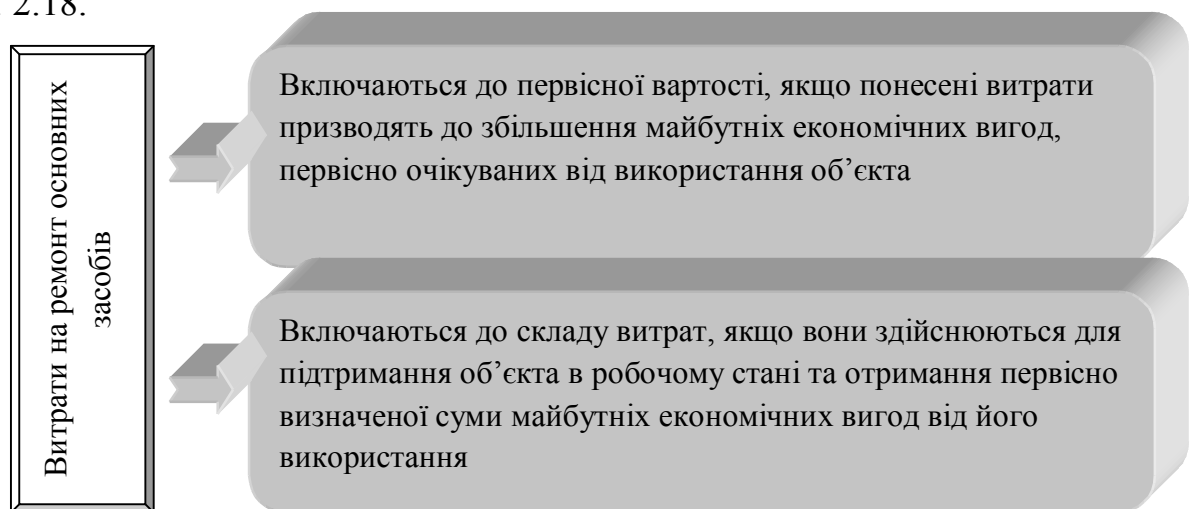 2.18.
Витрати на ремонт основних
засобів
Включаються до первісної вартості, якщо понесені витрати
призводять до збільшення майбутніх економічних вигод,
первісно очікуваних від використання об’єкта
Включаються до складу витрат, якщо вони здійснюються для
підтримання об’єкта в робочому стані та отримання первісно
визначеної суми майбутніх економічних вигод від його
використання